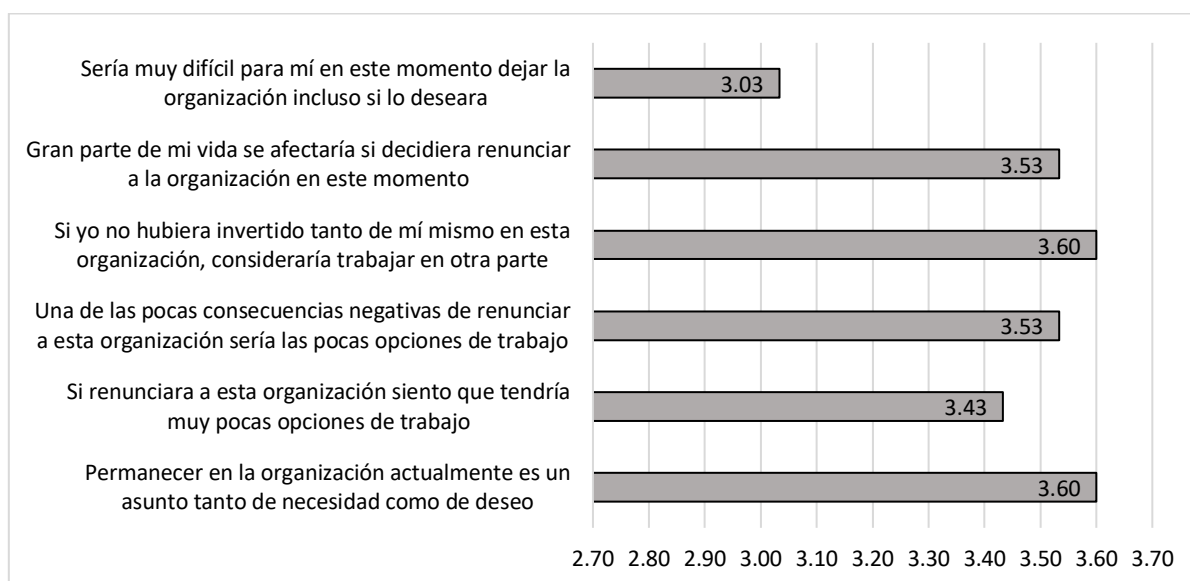 Sería muy difícil para mí en este momento dejar la
organización incluso si lo deseara
3.03
Gran parte de mi vida se afectaría si decidiera renunciar
a la organización en este momento
3.53
Si yo no hubiera invertido tanto de mí mismo en esta
organización, consideraría trabajar en otra parte
3.60
Una de las pocas consecuencias negativas de renunciar
a esta organización sería las pocas opciones de trabajo
3.53
Si renunciara a esta organización siento que tendría
muy pocas opciones de trabajo
3.43
Permanecer en la organización actualmente es un
asunto tanto de necesidad como de deseo
3.60
2.70 2.80 2.90 3.00 3.10 3.20 3.30 3.40 3.50 3.60 3.70